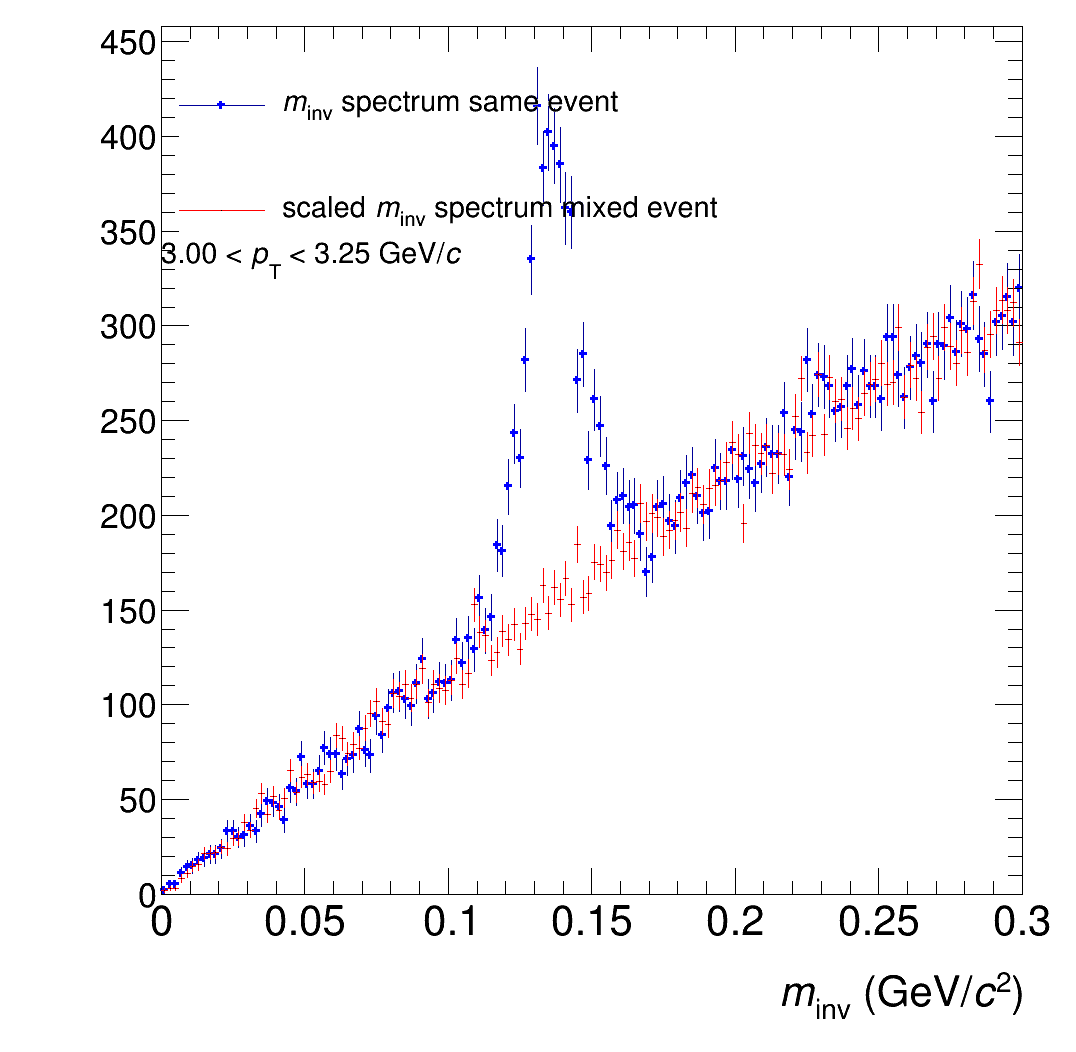 450
m_inv spectrum same event
400
scaled m_inv spectrum mixed event
350
3.00 < p_T < 3.25 GeV/c
300
250
200
150
100
50
0
0 0.05 0.1 0.15 0.2 0.25 0.3
m_inv (GeV/c²)